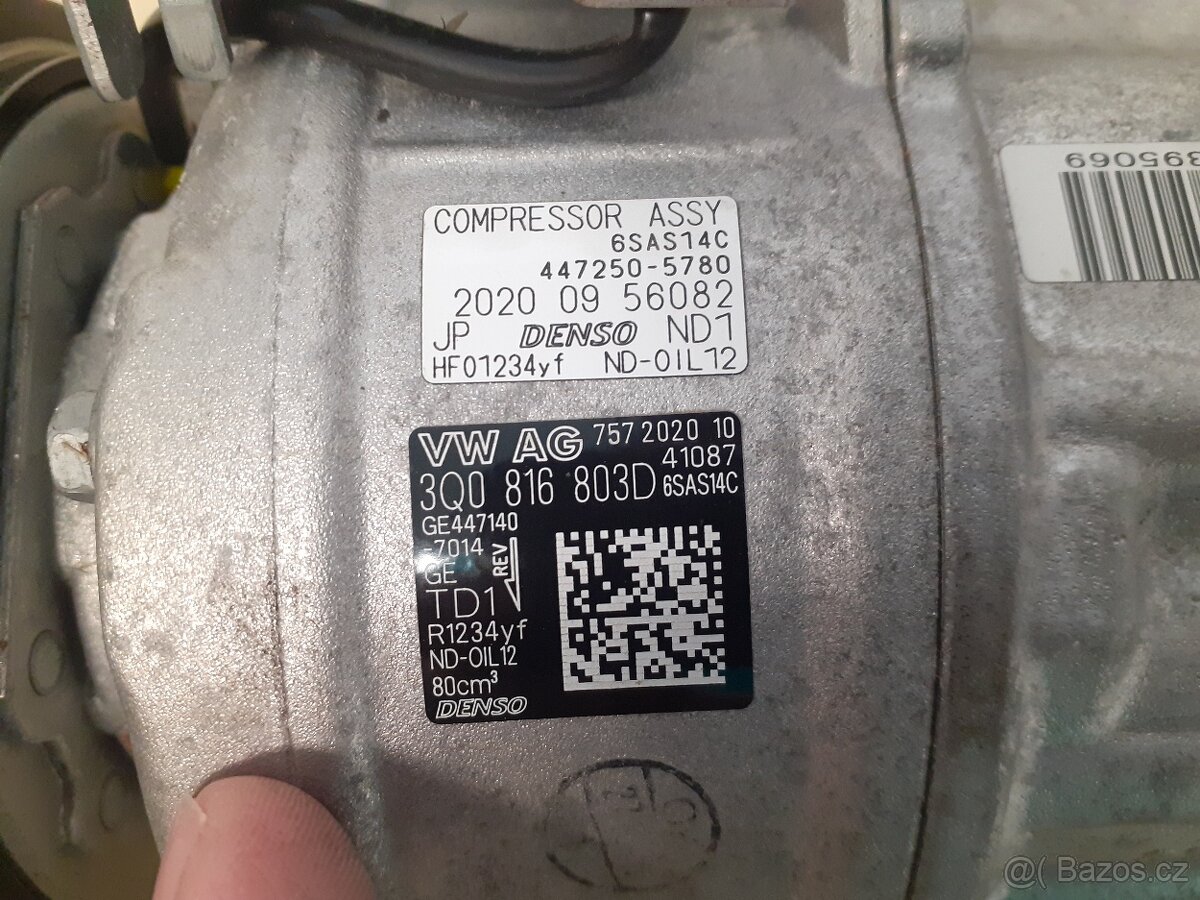 COMPRESSOR ASSY
6SAS14C
447250-5780
2020 09 56082
JP DENSO ND1
HF01234yf ND-OIL12
395069
VW AG 757 2020 10
41087
3Q0 816 803D 6SAS14C
GE447140
-7014
GE
REV
TD1
R1234yf
ND-OIL12
80cm³
DENSO
@( Bazos.cz